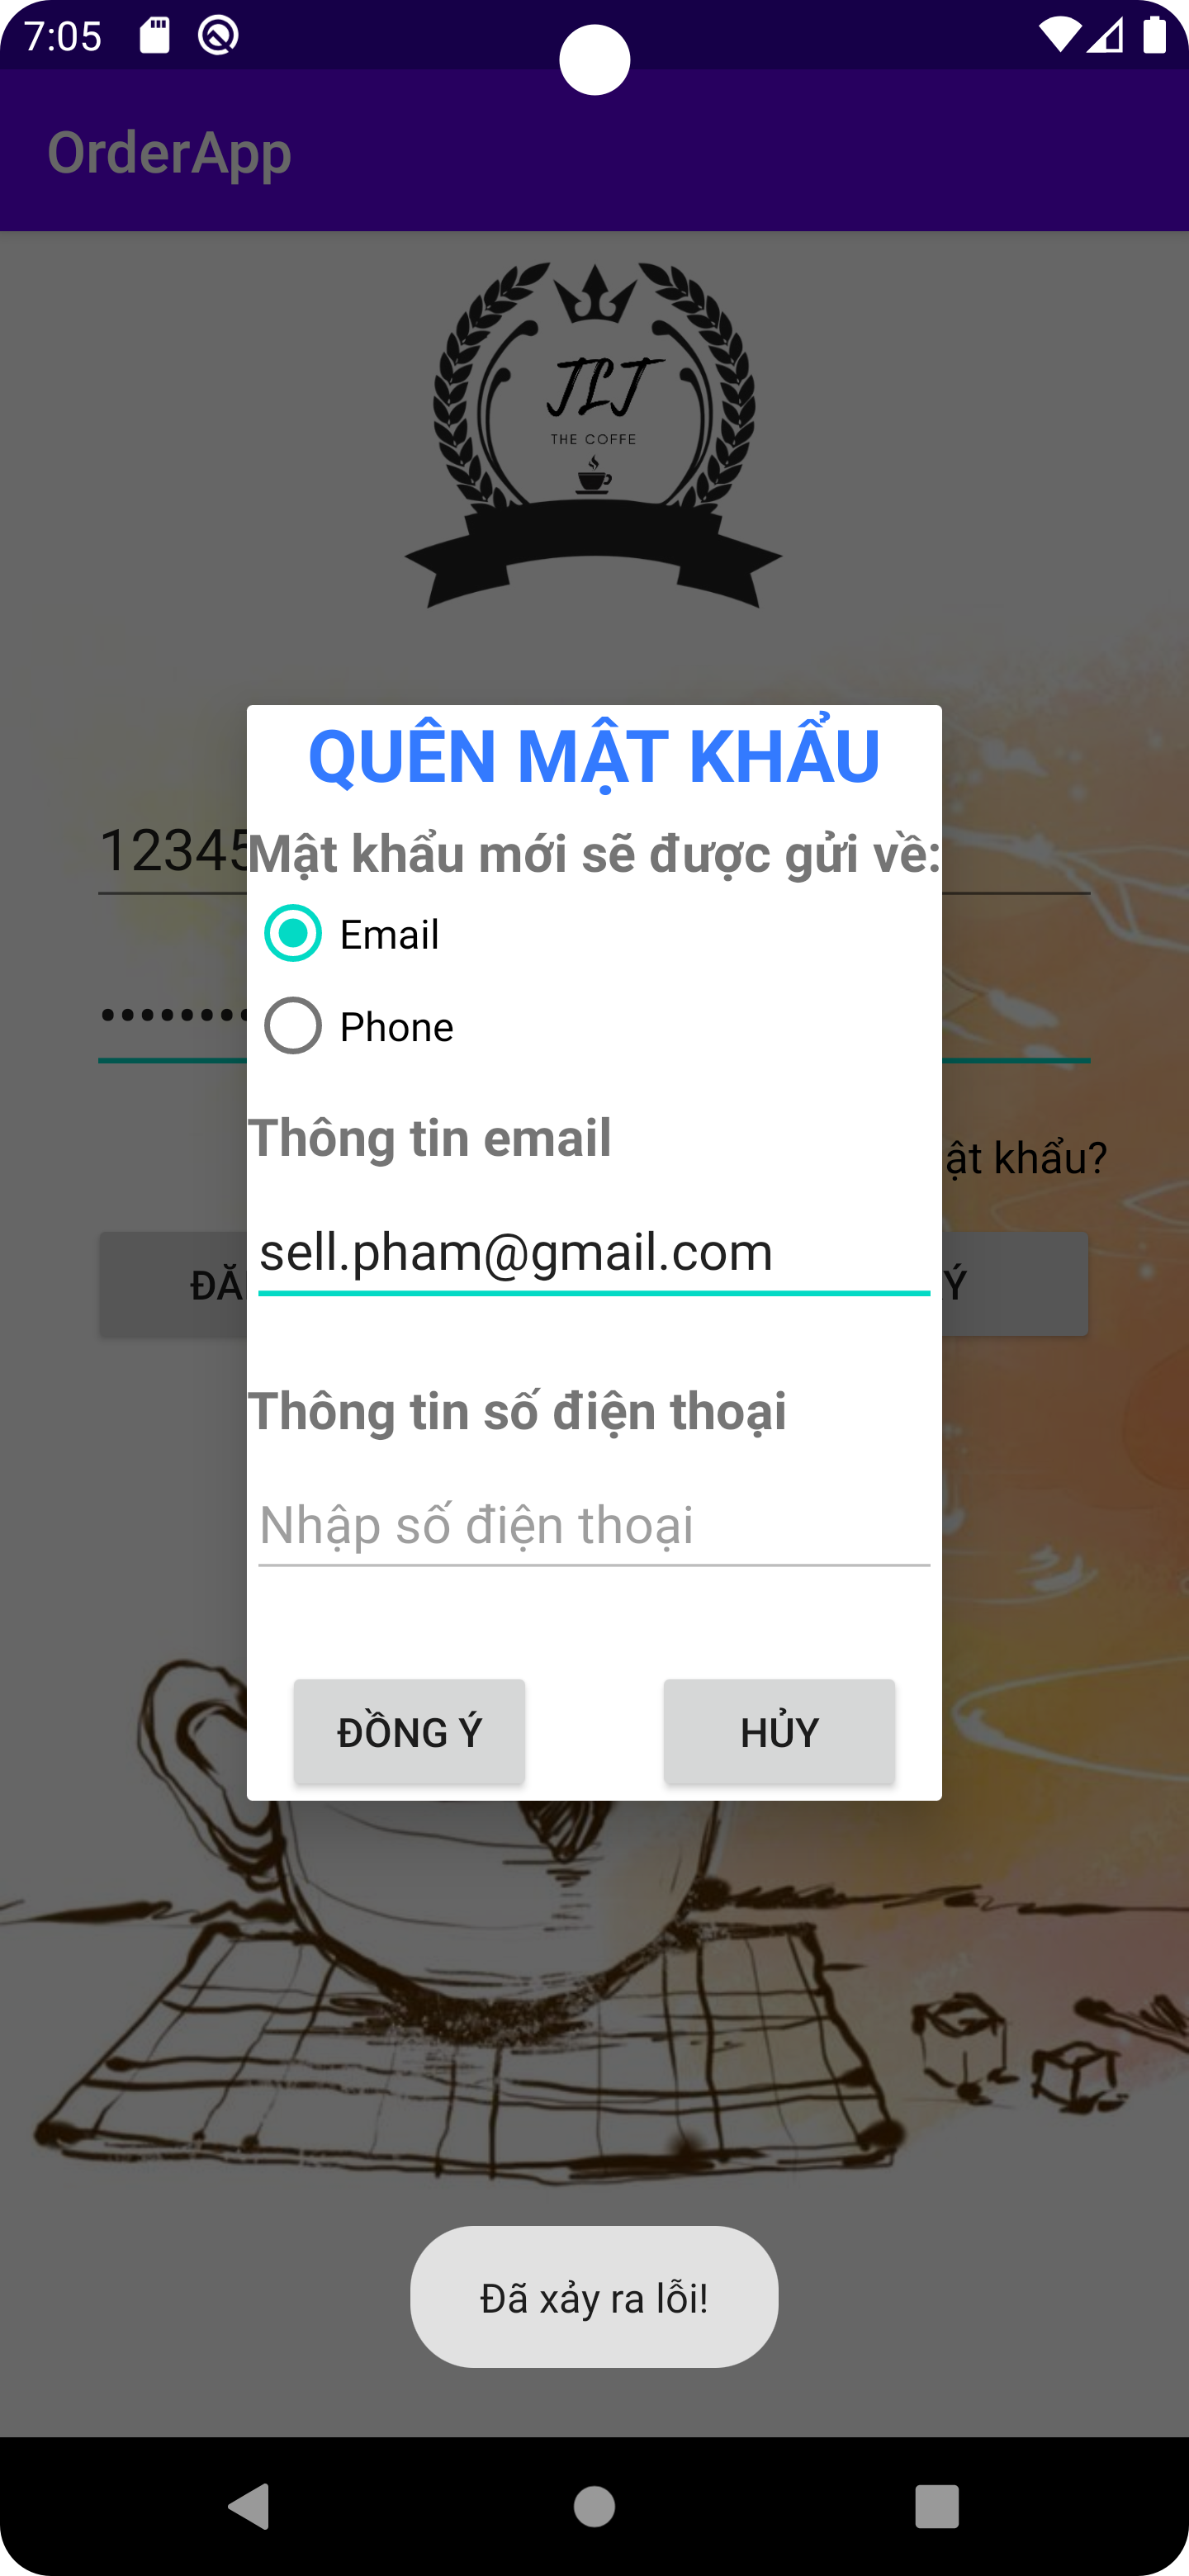 7:05
OrderApp
JLJ
THE COFFE
QUÊN MẬT KHẨU
12345
Mật khẩu mới sẽ được gửi về:
Email
Phone
Thông tin email
ật khẩu?
sell.pham@gmail.com
ĐĂ
Ý
Thông tin số điện thoại
Nhập số điện thoại
ĐỒNG Ý
HỦY
Đã xảy ra lỗi!